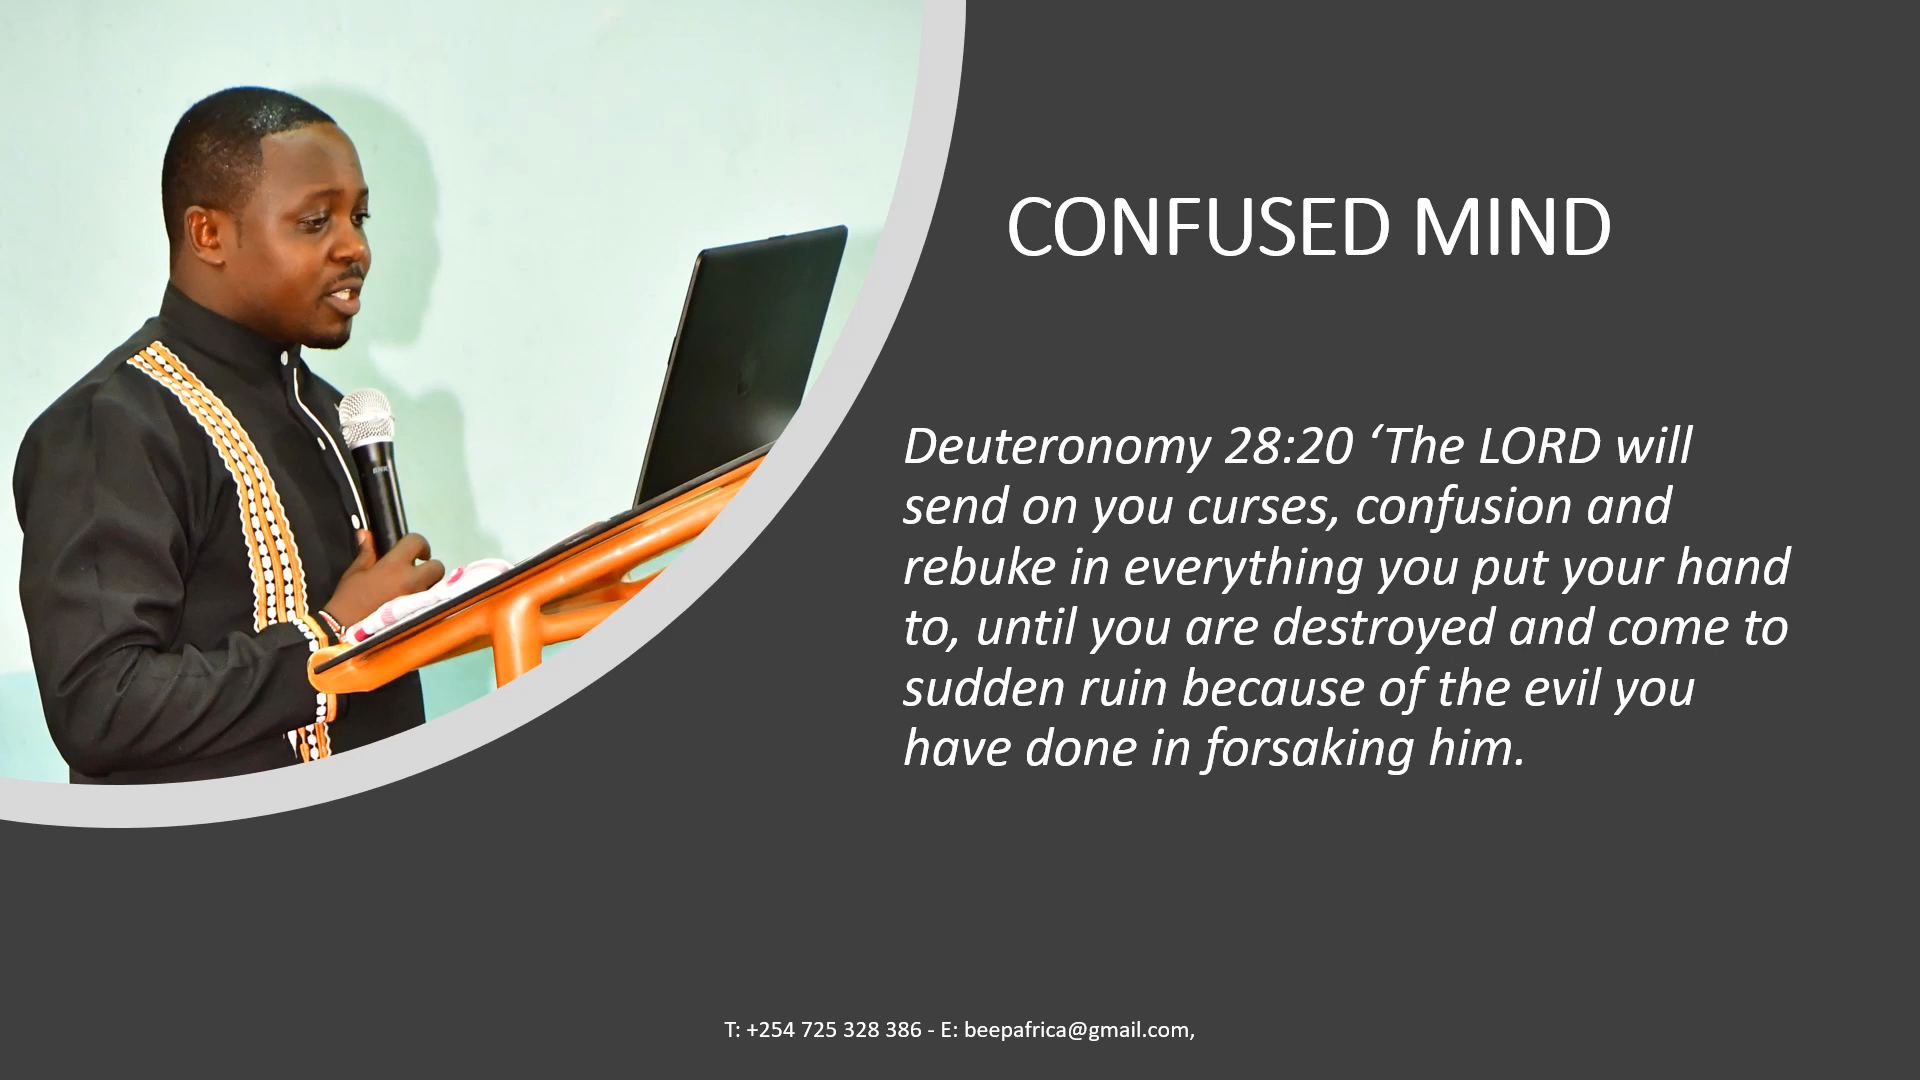 CONFUSED MIND
Deuteronomy 28:20 ‘The LORD will
send on you curses, confusion and
rebuke in everything you put your hand
to, until you are destroyed and come to
sudden ruin because of the evil you
have done in forsaking him.
T: +254 725 328 386 - E: beepafrica@gmail.com,